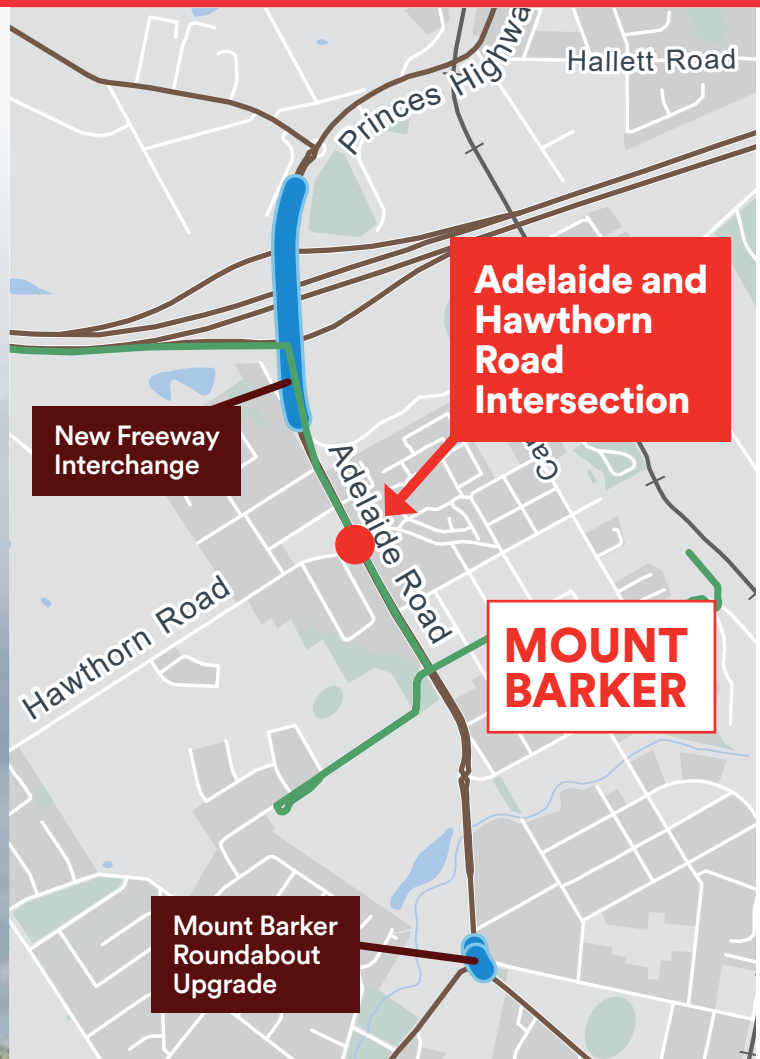 Princes Highwa
Hallett Road
Adelaide and
Hawthorn
Road
Intersection
New Freeway
Interchange
Adelaide Road
Hawthorn Road
MOUNT
BARKER
Mount Barker
Roundabout
Upgrade